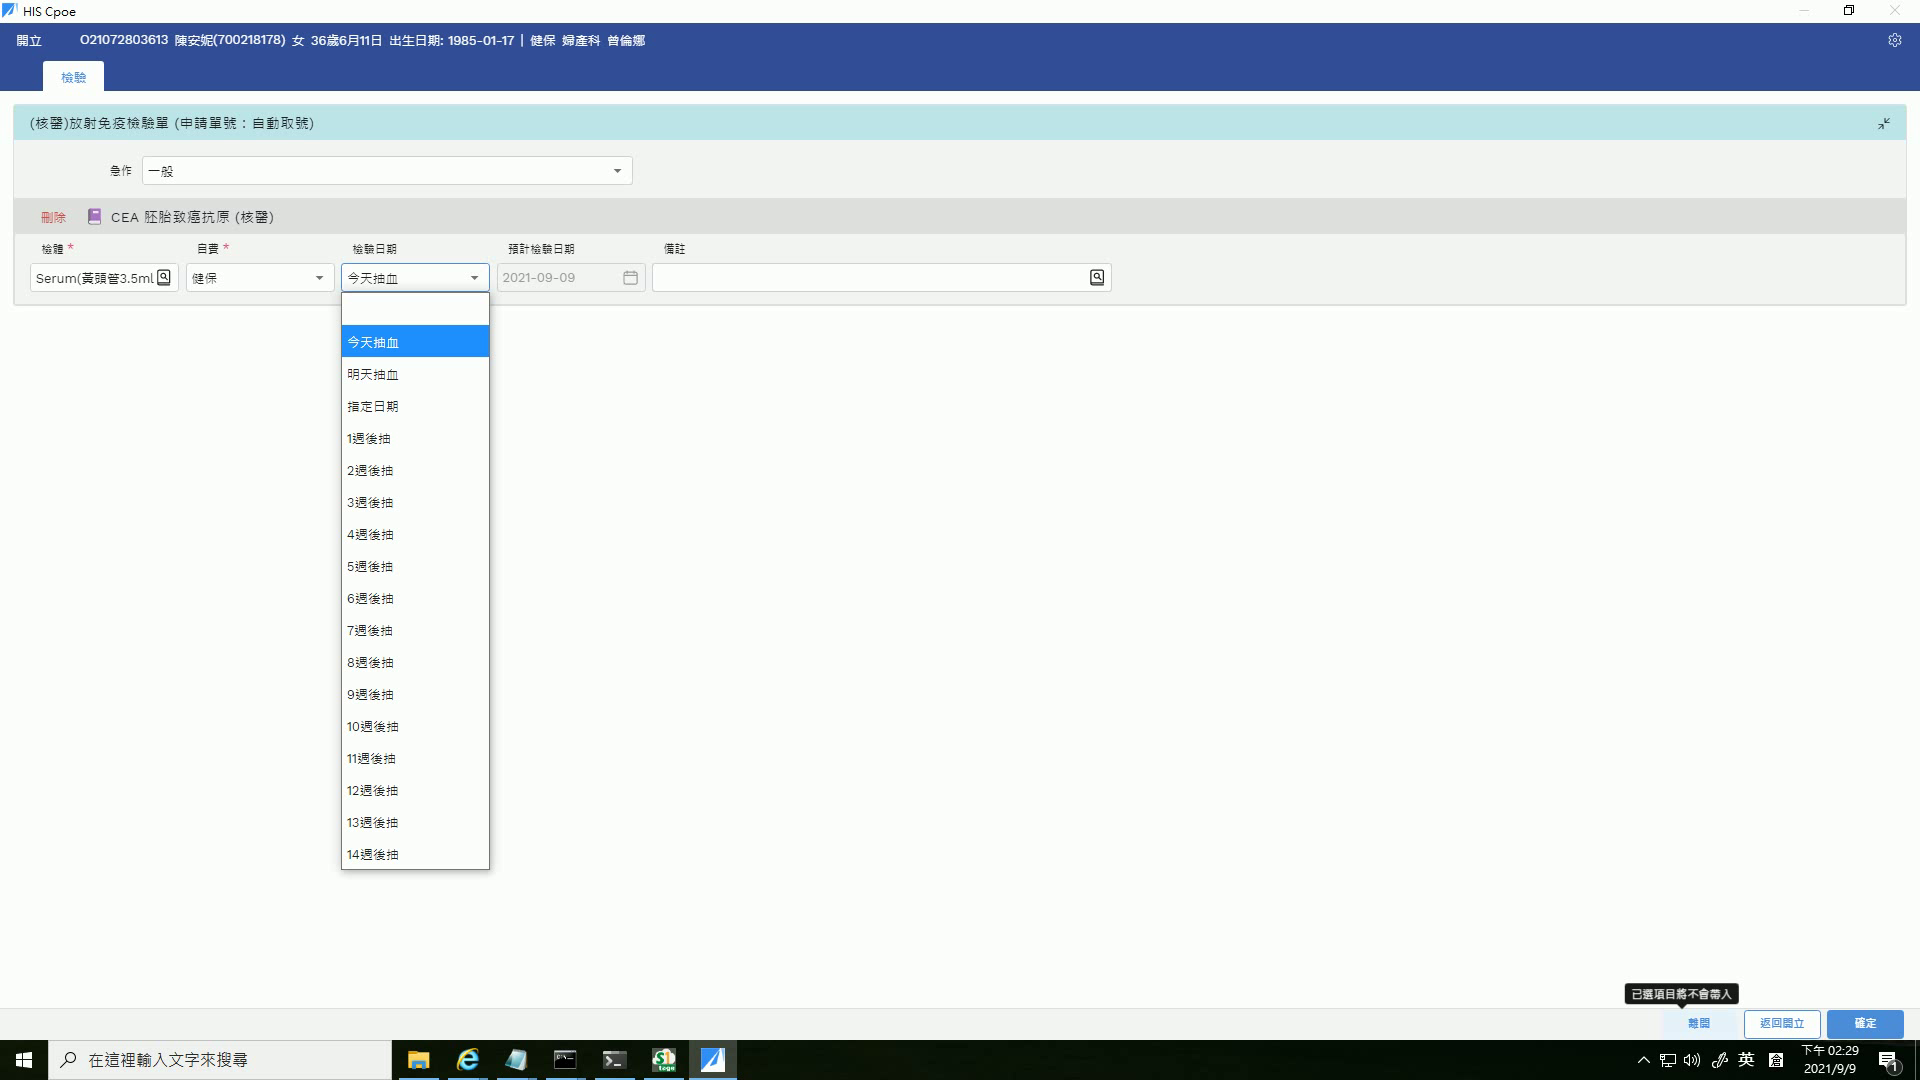 HIS Cpoe
開立 O21072803613 陳安妮(700218178) 女 36歲6月11日 出生日期: 1985-01-17 | 健保 婦產科 曾倫娜
檢驗
(核醫)放射免疫檢驗單 (申請單號：自動取號)
急作 一般
刪除 CEA 胚胎致癌抗原 (核醫)
檢體 * 自費 * 檢驗日期 預計檢驗日期 備註
Serum(黃頭管3.5ml 健保 今天抽血 2021-09-09
今天抽血
明天抽血
指定日期
1週後抽
2週後抽
3週後抽
4週後抽
5週後抽
6週後抽
7週後抽
8週後抽
9週後抽
10週後抽
11週後抽
12週後抽
13週後抽
14週後抽
已選項目將不會帶入
離開 返回開立 確定
在這裡輸入文字來搜尋
英 下午 02:29
2021/9/9 1